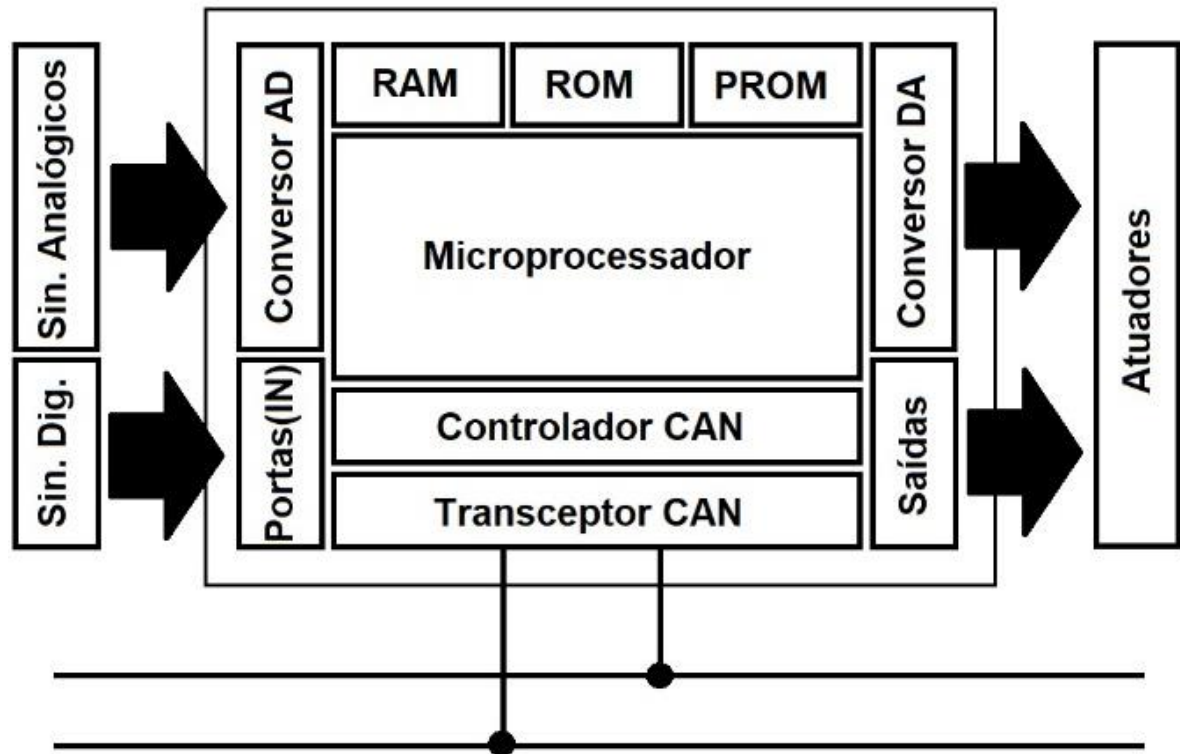 Sin. Analógicos
Sin. Dig.
Conversor AD
Portas(IN)
RAM
ROM
PROM
Microprocessador
Controlador CAN
Transceptor CAN
Conversor DA
Saídas
Atuadores